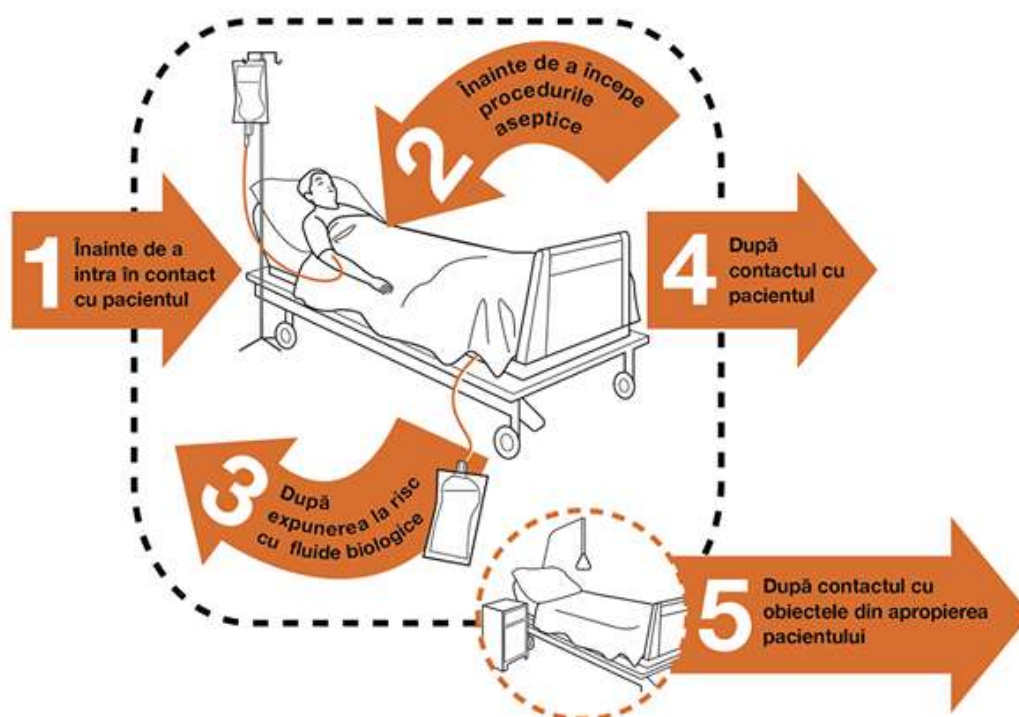 1
Înainte de a
intra în contact
cu pacientul
2
Înainte de a începe
procedurile
aseptice
3
După
expunerea la risc
cu fluide biologice
4
După
contactul cu
pacientul
5
După contactul cu
obiectele din apropierea
pacientului